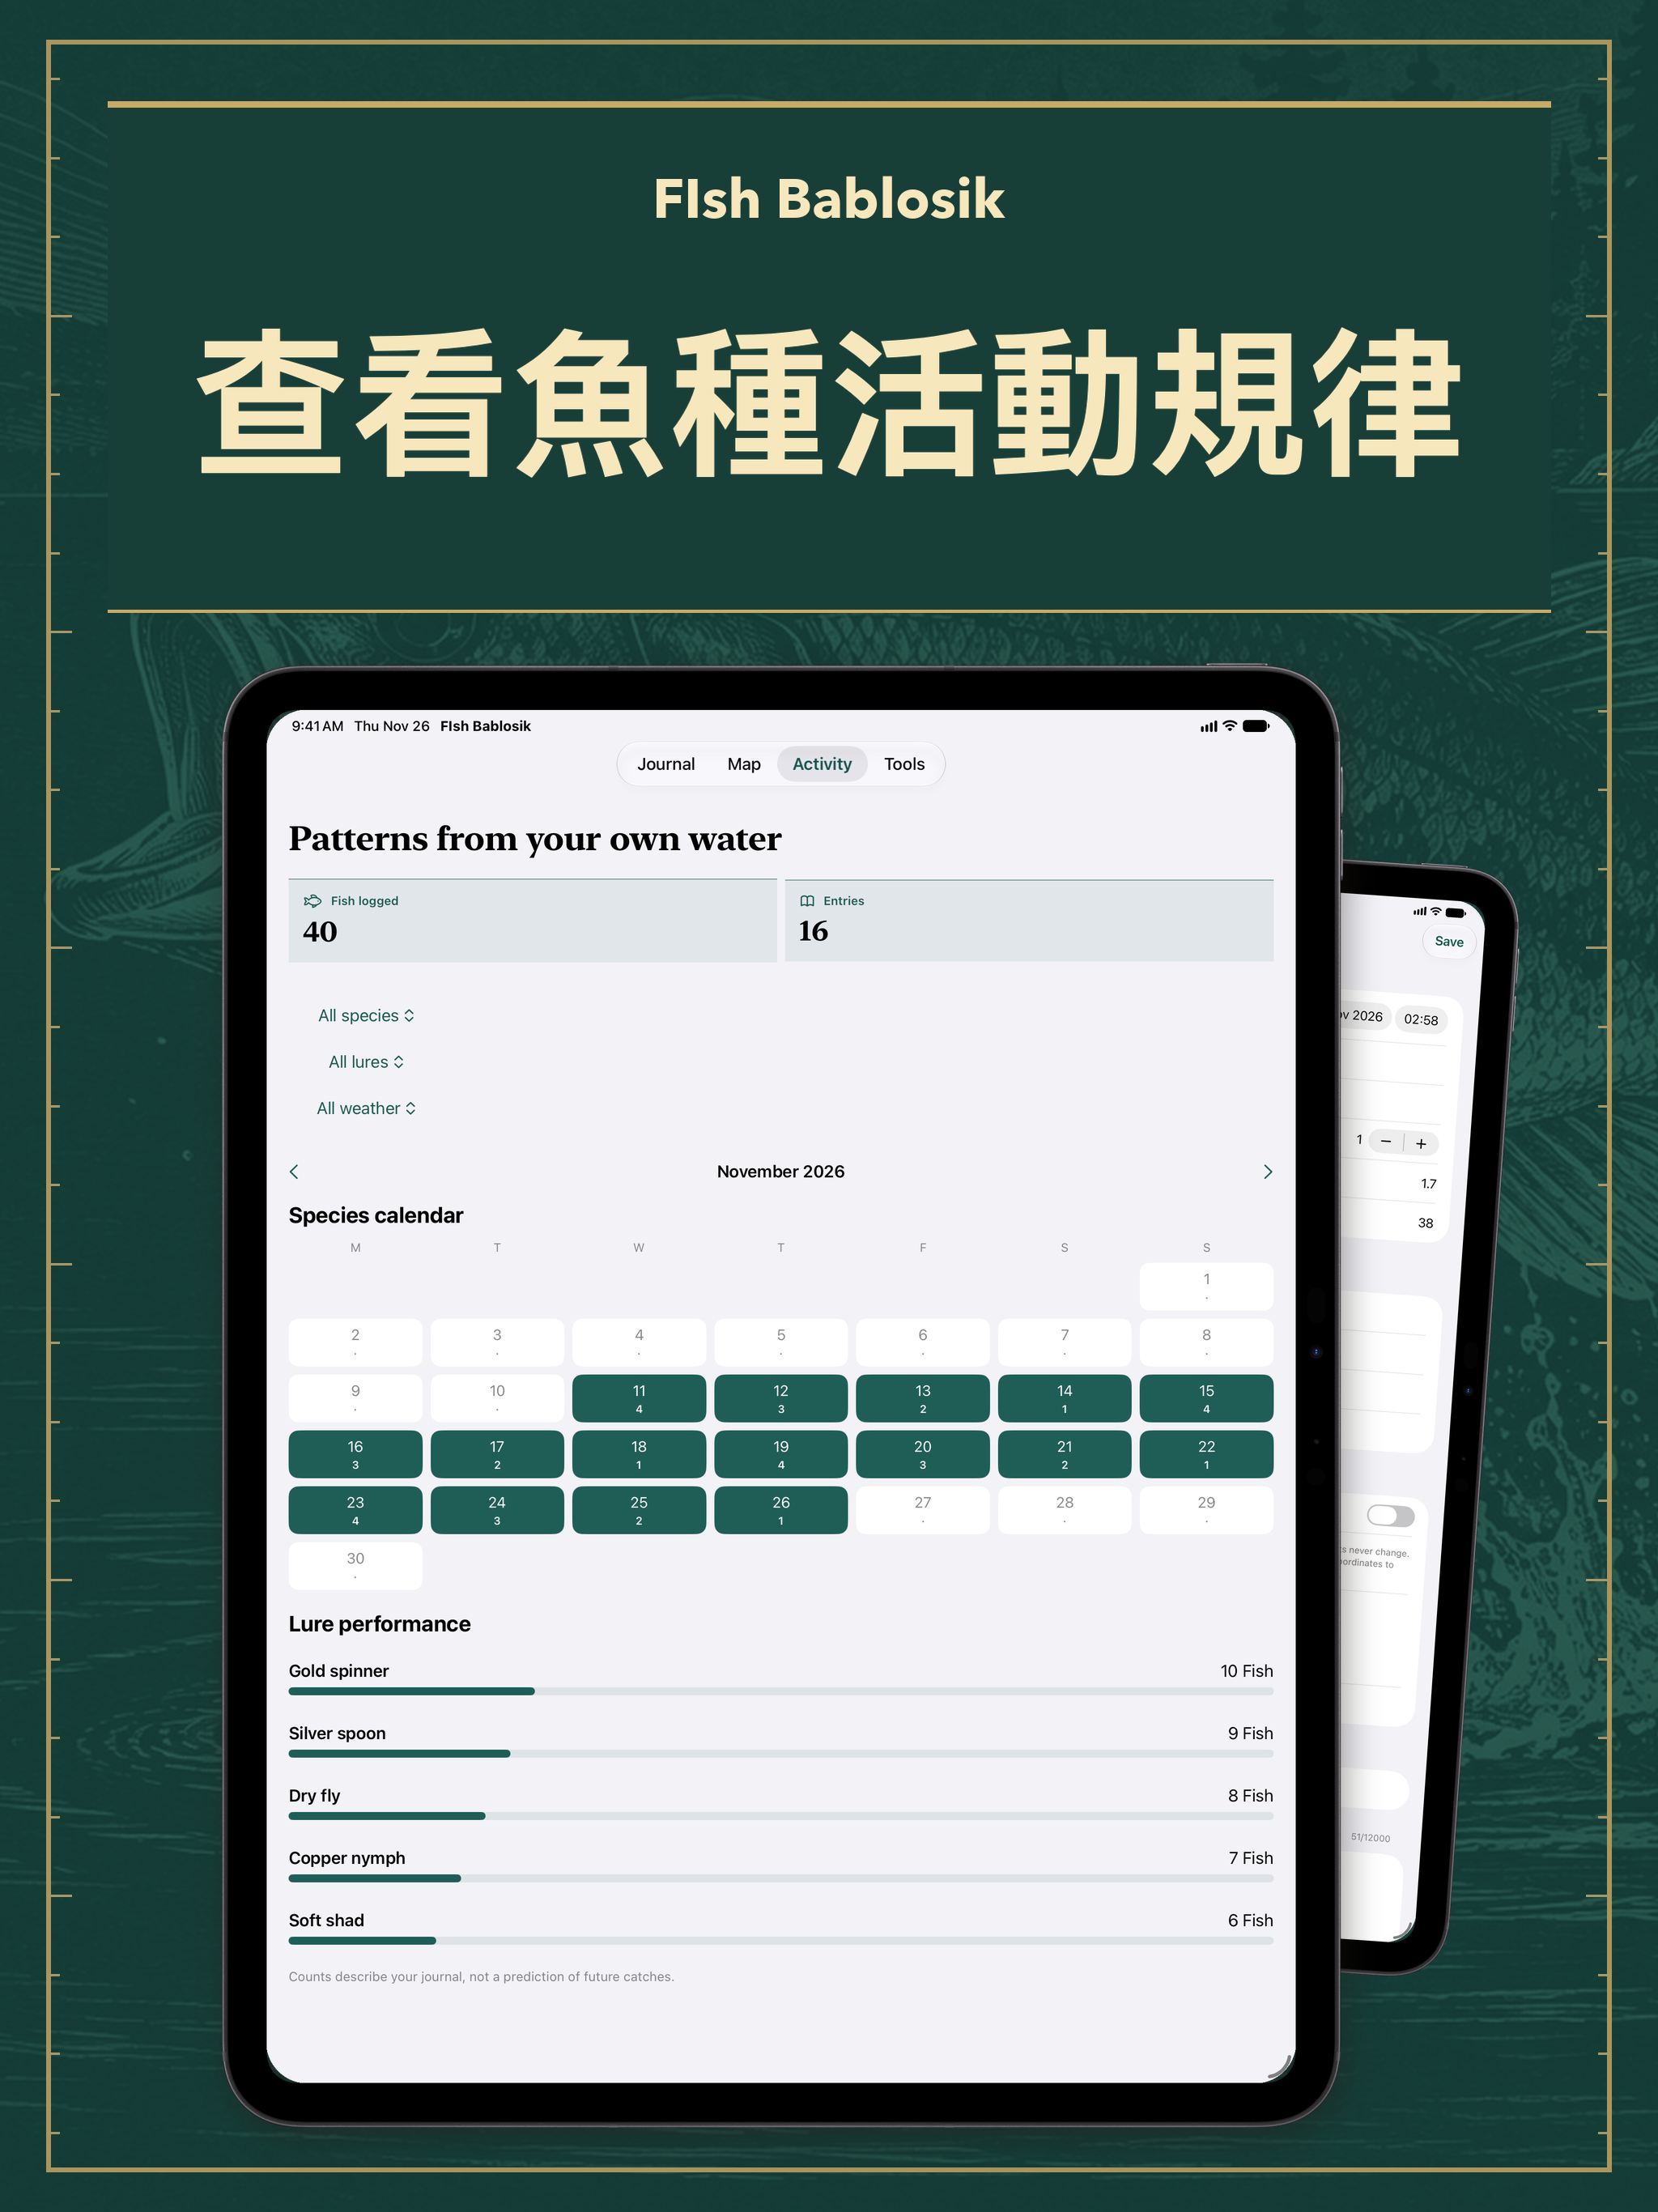 FIsh Bablosik
查看魚種活動規律
9:41 AM Thu Nov 26 FIsh Bablosik
Journal Map Activity Tools
Patterns from your own water
Fish logged
40
Entries
16
All species
All lures
All weather
November 2026
Species calendar
M T W T F S S
1
2 3 4 5 6 7 8
9 10 11 12 13 14 15
4 3 2 1 4
16 17 18 19 20 21 22
3 2 1 4 3 2 1
23 24 25 26 27 28 29
4 3 2 1
30
Lure performance
Gold spinner 10 Fish
Silver spoon 9 Fish
Dry fly 8 Fish
Copper nymph 7 Fish
Soft shad 6 Fish
Counts describe your journal, not a prediction of future catches.
Save
2026 02:58
1 − +
1.7
38
never change.
to
51/12000